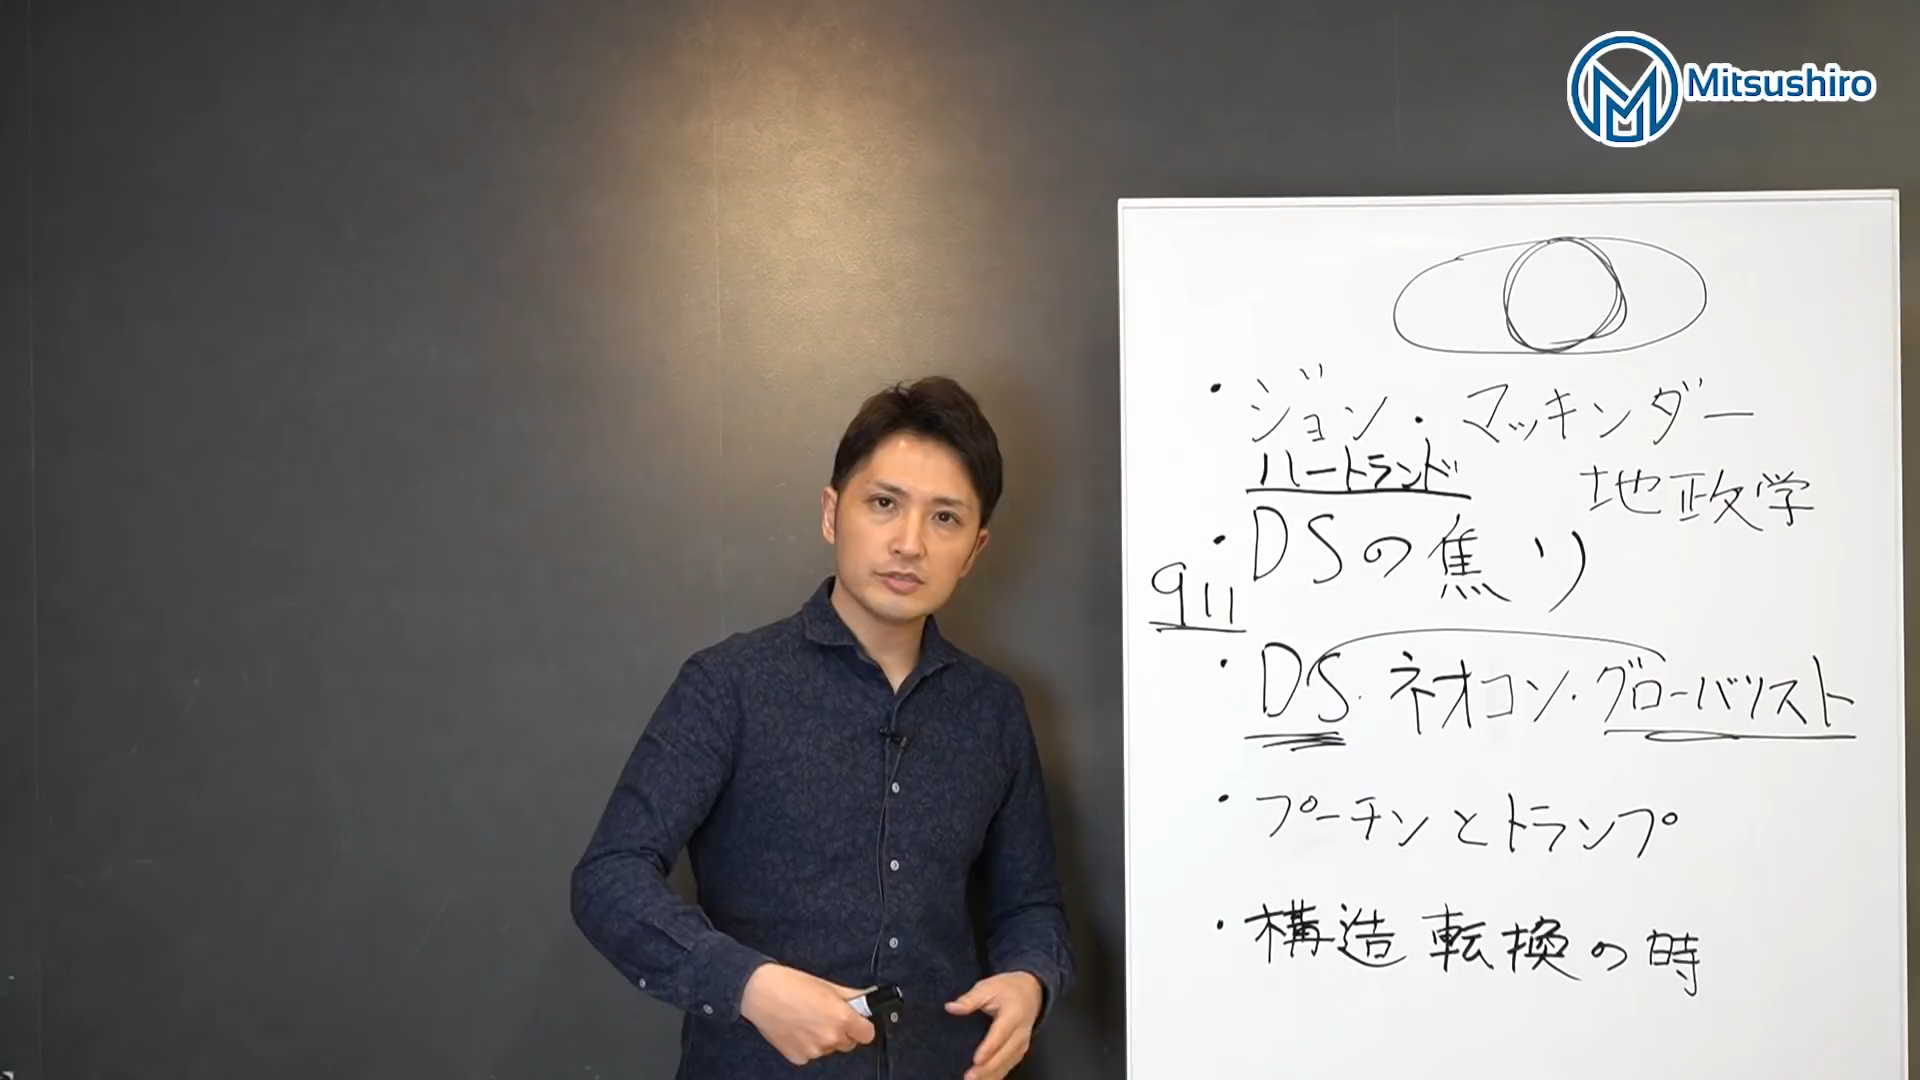 Mitsushiro
・ジョン・マッキンダー
ハートランド
地政学
・DSの焦り
911
・DS・ネオコン・グローバリスト
・プーチンとトランプ
・構造転換の時